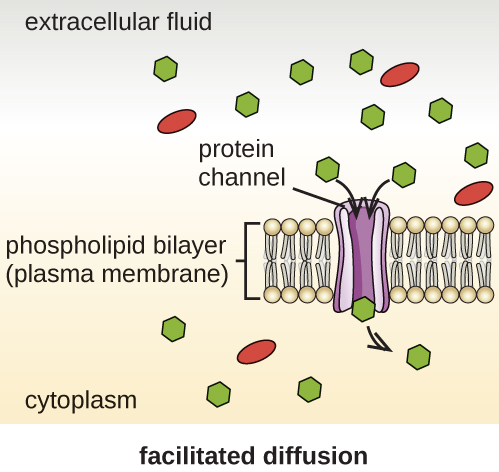 extracellular fluid
protein
channel
phospholipid bilayer
(plasma membrane)
cytoplasm
facilitated diffusion